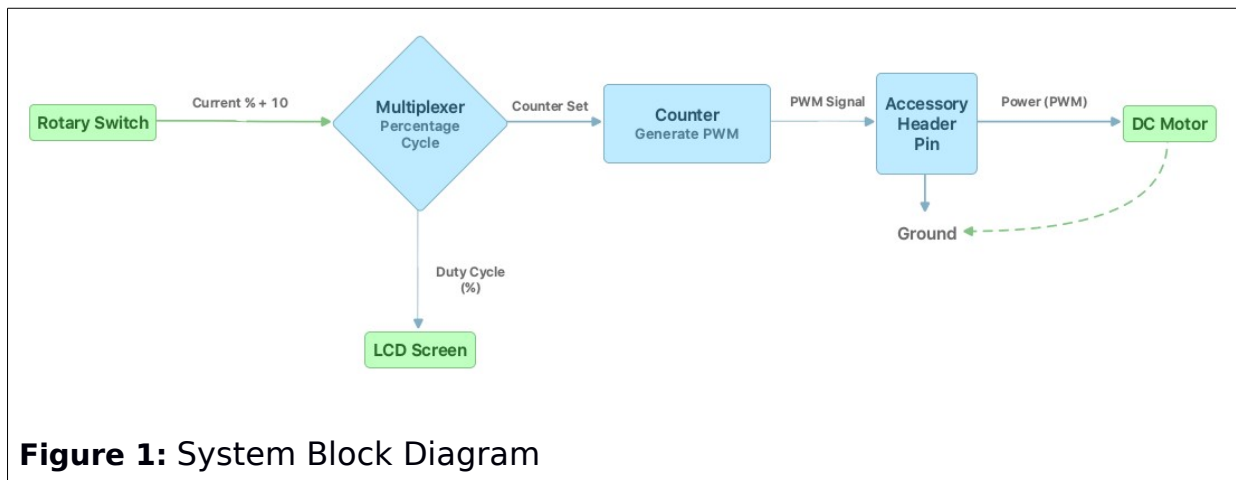 Rotary Switch
Current % + 10
Multiplexer
Percentage
Cycle
Counter Set
Counter
Generate PWM
PWM Signal
Accessory
Header
Pin
Power (PWM)
DC Motor
Ground
Duty Cycle
(%)
LCD Screen
Figure 1: System Block Diagram